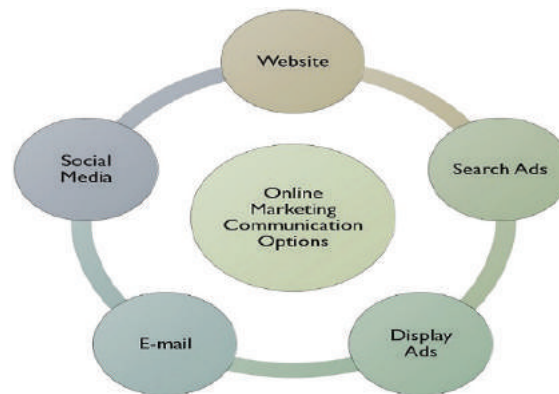 Website
Search Ads
Display
Ads
E-mail
Social
Media
Online
Marketing
Communication
Options